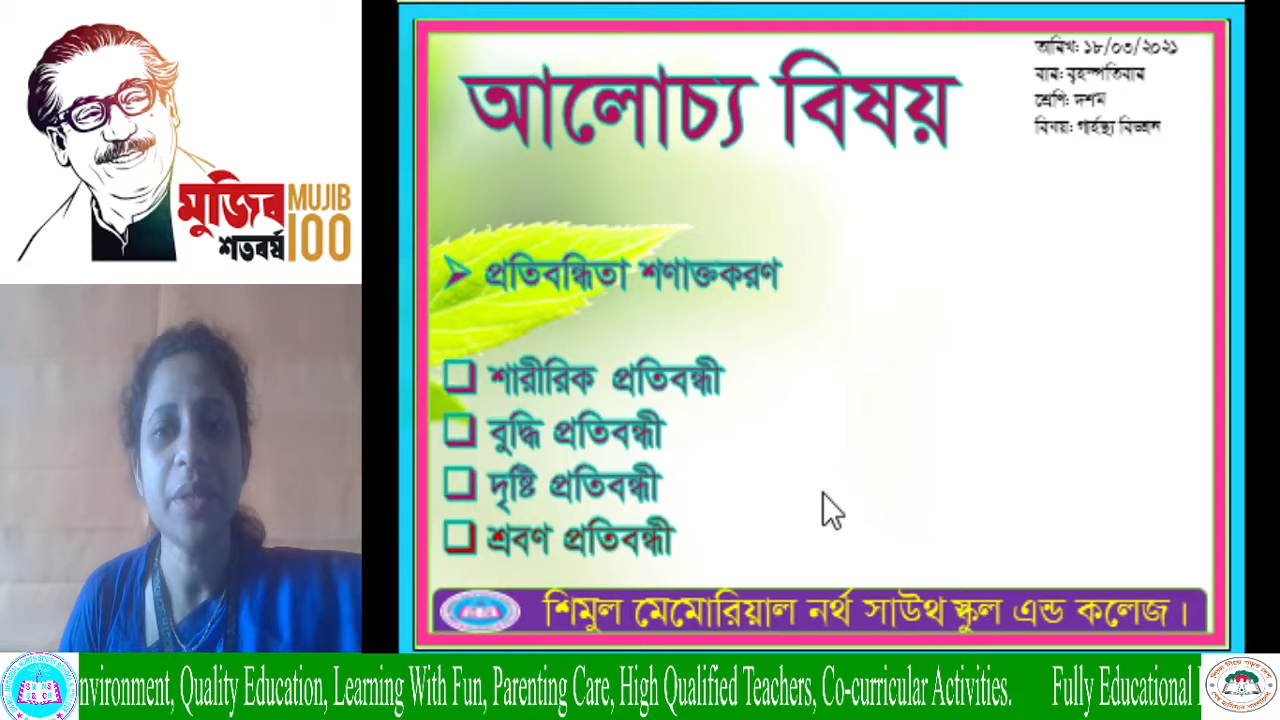 মুজিব
শতবর্ষ
MUJIB
100
তারিখ: ১৮/০৩/২০২১
বার: বৃহস্পতিবার
শ্রেণি: দশম
বিষয়: গার্হস্থ্য বিজ্ঞান
আলোচ্য বিষয়
➤ প্রতিবন্ধিতা শণাক্তকরণ
❑ শারীরিক প্রতিবন্ধী
❑ বুদ্ধি প্রতিবন্ধী
❑ দৃষ্টি প্রতিবন্ধী
❑ শ্রবণ প্রতিবন্ধী
শিমুল মেমোরিয়াল নর্থ সাউথ স্কুল এন্ড কলেজ।
nvironment, Quality Education, Learning With Fun, Parenting Care, High Qualified Teachers, Co-curricular Activities. Fully Educational